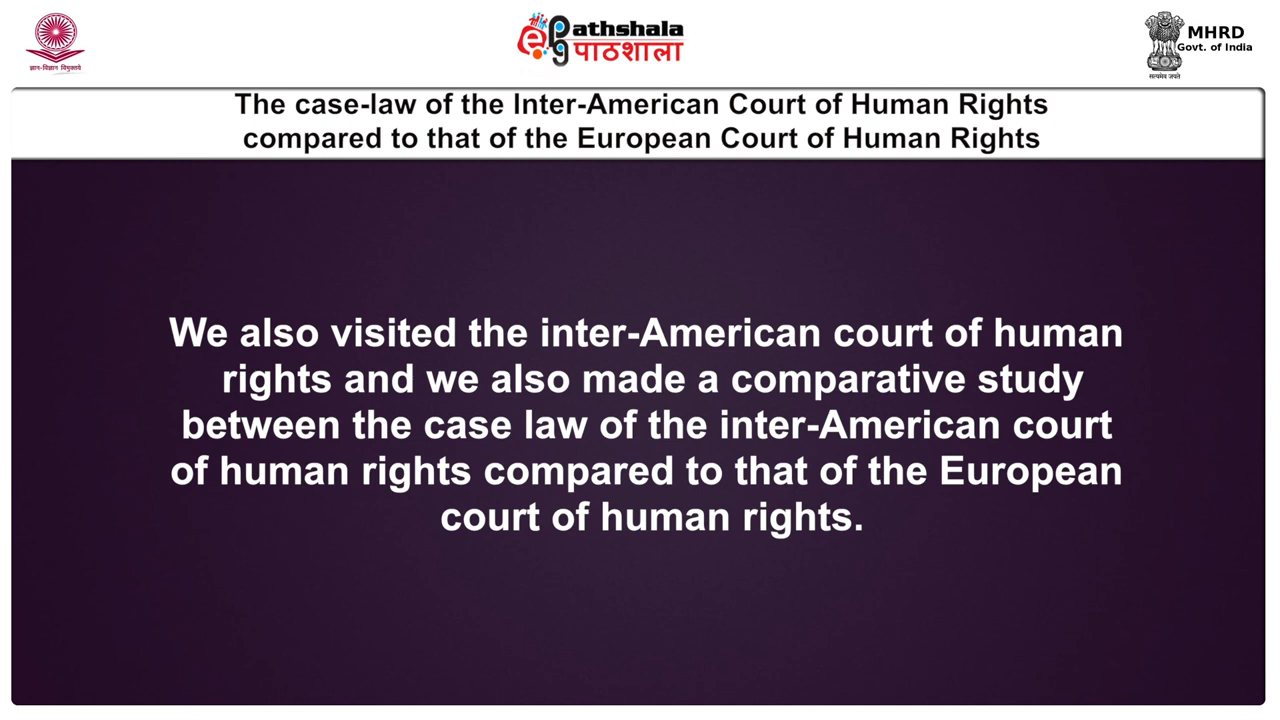 ज्ञान-विज्ञान विमुक्तये
ePG Pathshala
पाठशाला
MHRD
Govt. of India
सत्यमेव जयते
The case-law of the Inter-American Court of Human Rights
compared to that of the European Court of Human Rights
We also visited the inter-American court of human
rights and we also made a comparative study
between the case law of the inter-American court
of human rights compared to that of the European
court of human rights.